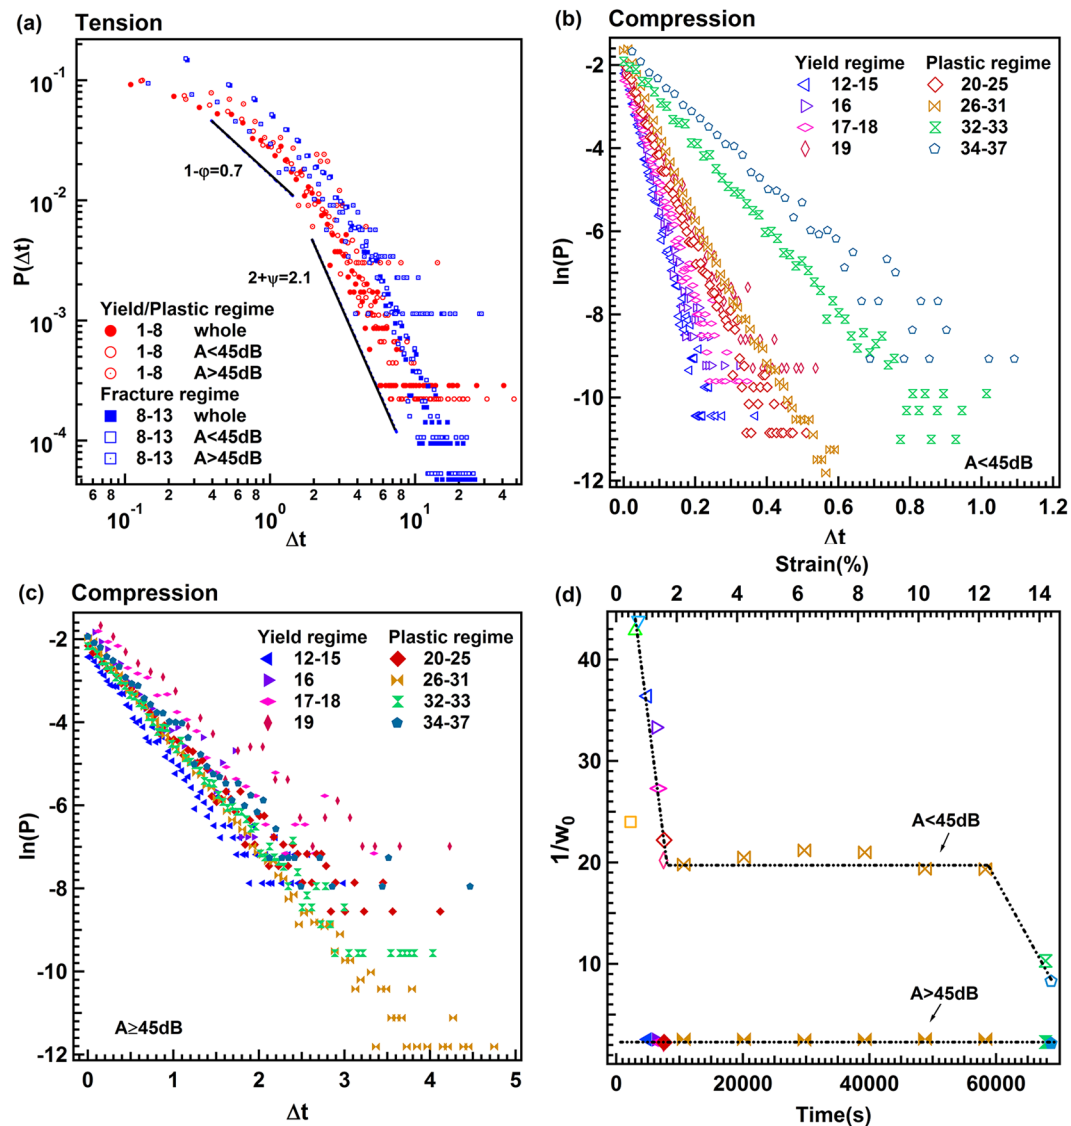 (a) Tension
P(Δt)
10⁻¹
10⁻²
10⁻³
10⁻⁴
1-φ=0.7
2+ψ=2.1
Yield/Plastic regime
1-8 whole
1-8 A<45dB
1-8 A>45dB
Fracture regime
8-13 whole
8-13 A<45dB
8-13 A>45dB
6 8 2 4 6 8 2 4 6 8 2 4
10⁻¹ 10⁰ 10¹
Δt
(b) Compression
ln(P)
-2
-4
-6
-8
-10
-12
Yield regime Plastic regime
12-15 20-25
16 26-31
17-18 32-33
19 34-37
A<45dB
0.0 0.2 0.4 0.6 0.8 1.0 1.2
Δt
(c) Compression
ln(P)
-2
-4
-6
-8
-10
-12
Yield regime Plastic regime
12-15 20-25
16 26-31
17-18 32-33
19 34-37
A≥45dB
0 1 2 3 4 5
Δt
Strain(%)
(d)
0 2 4 6 8 10 12 14
1/w₀
40
30
20
10
A<45dB
A>45dB
0 20000 40000 60000
Time(s)